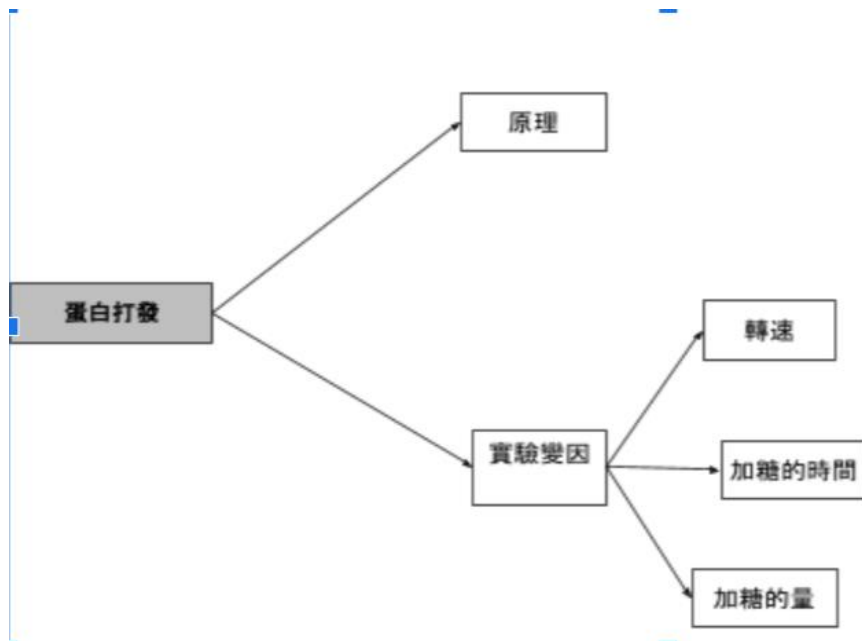 原理
蛋白打發
轉速
實驗變因
加糖的時間
加糖的量